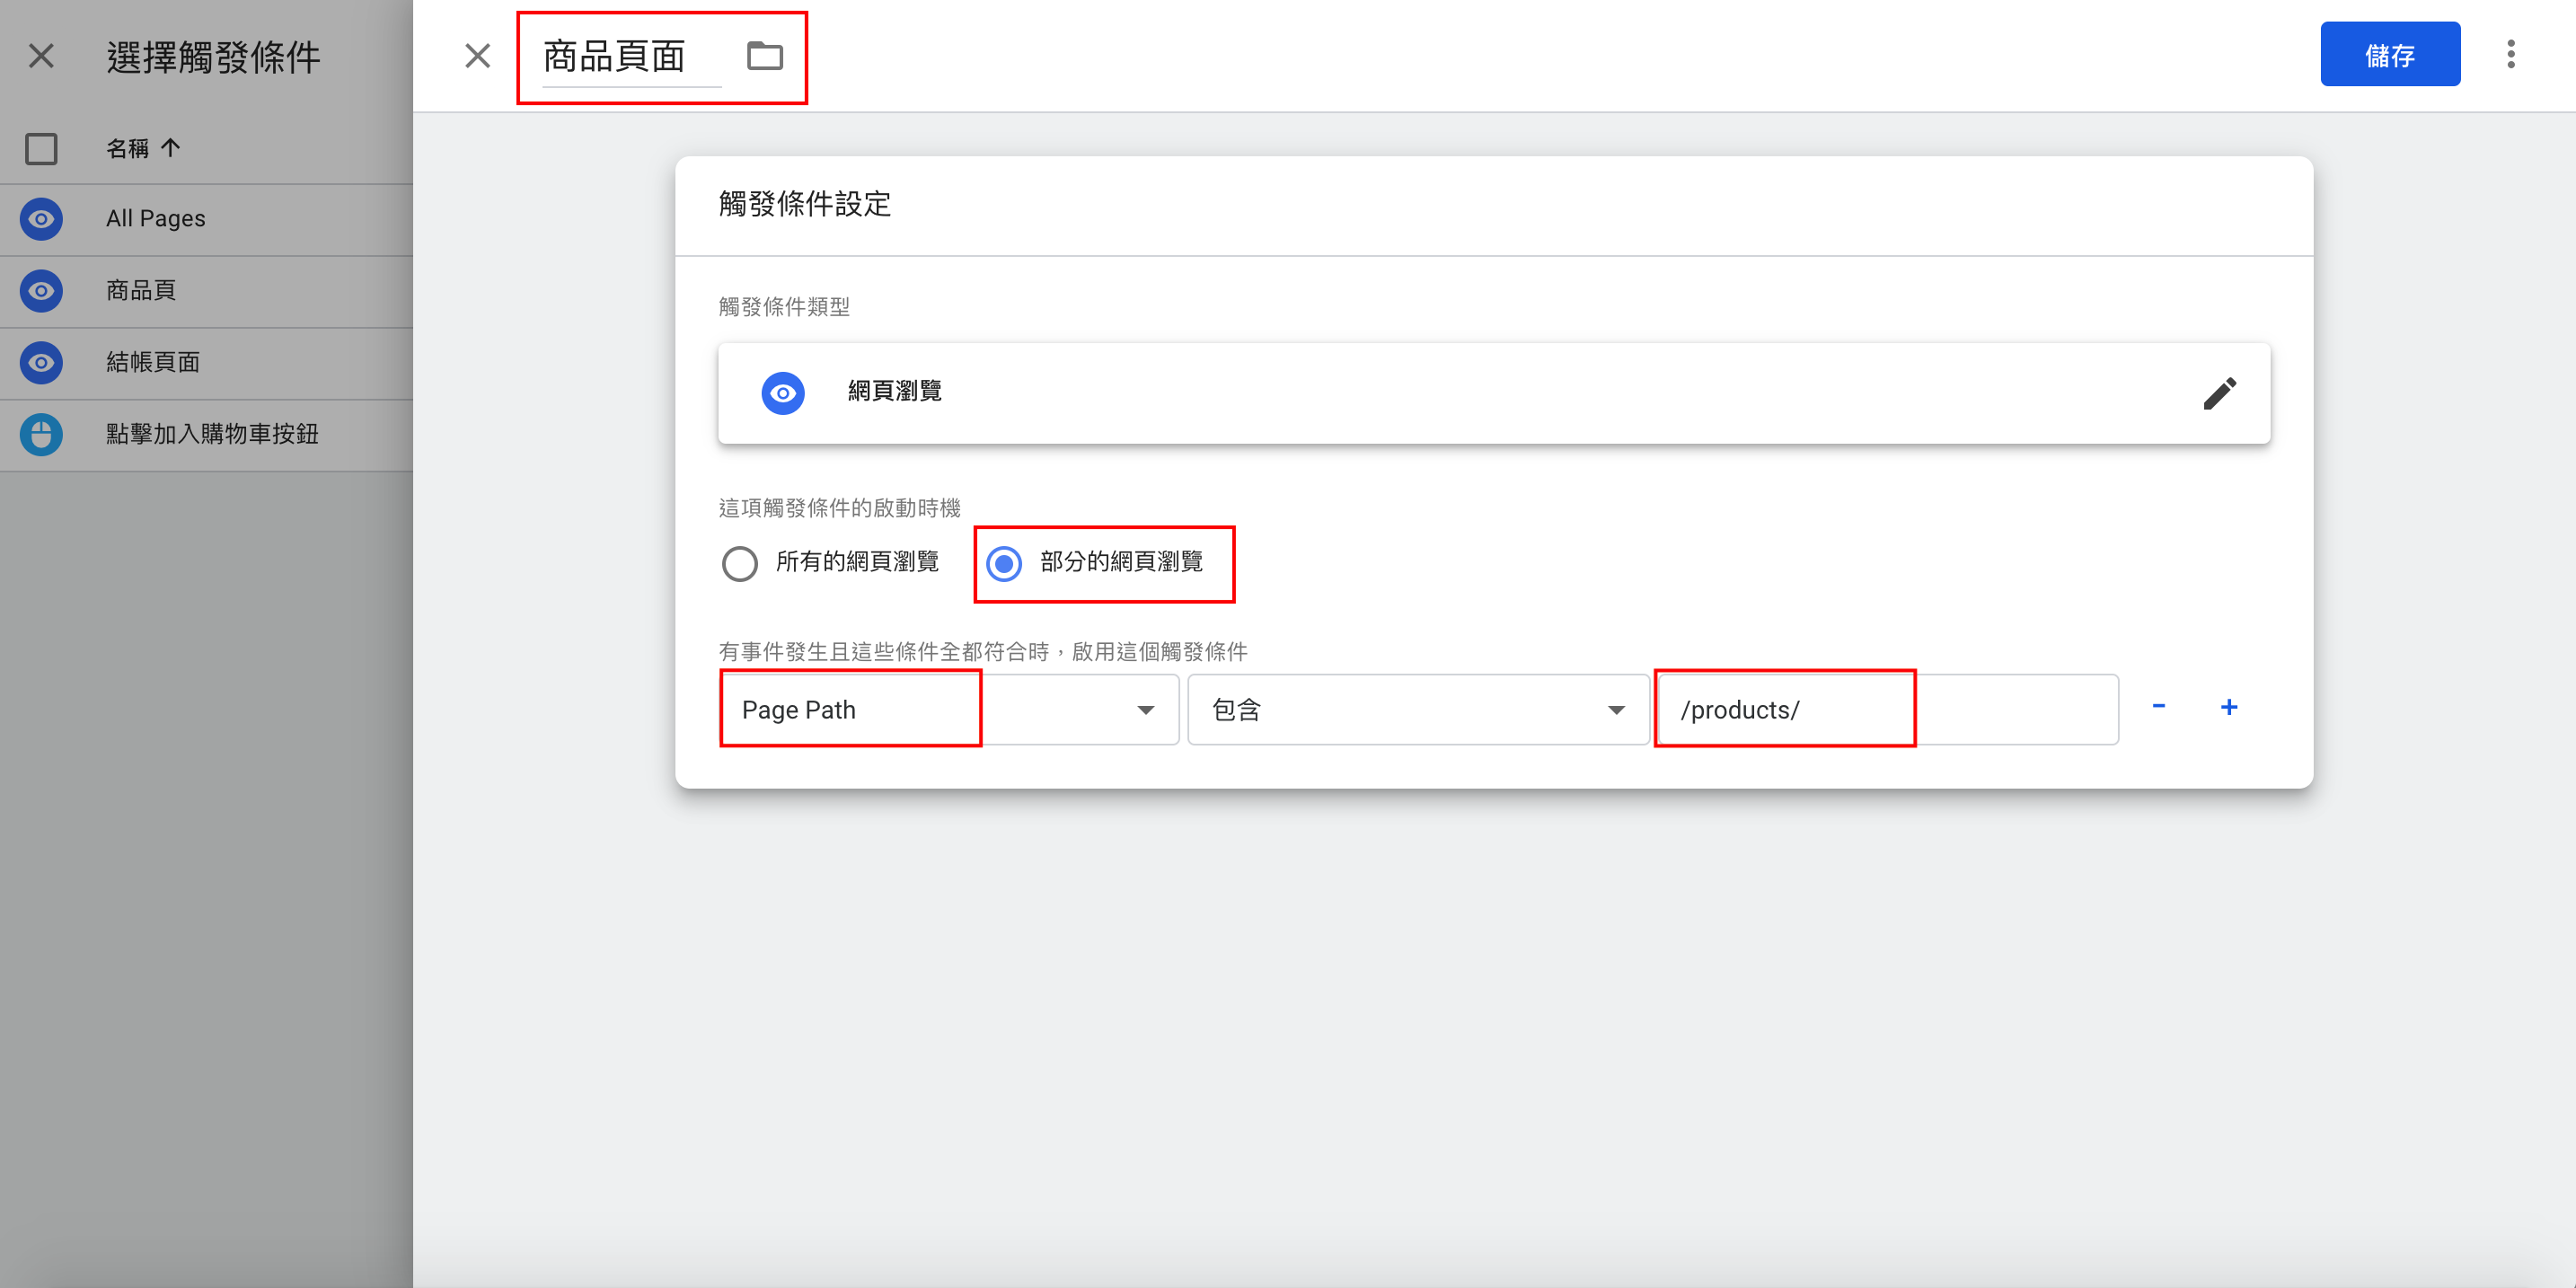 選擇觸發條件
名稱
All Pages
商品頁
結帳頁面
點擊加入購物車按鈕
商品頁面
儲存
觸發條件設定
觸發條件類型
網頁瀏覽
這項觸發條件的啟動時機
所有的網頁瀏覽 部分的網頁瀏覽
有事件發生且這些條件全都符合時，啟用這個觸發條件
Page Path 包含 /products/ - +